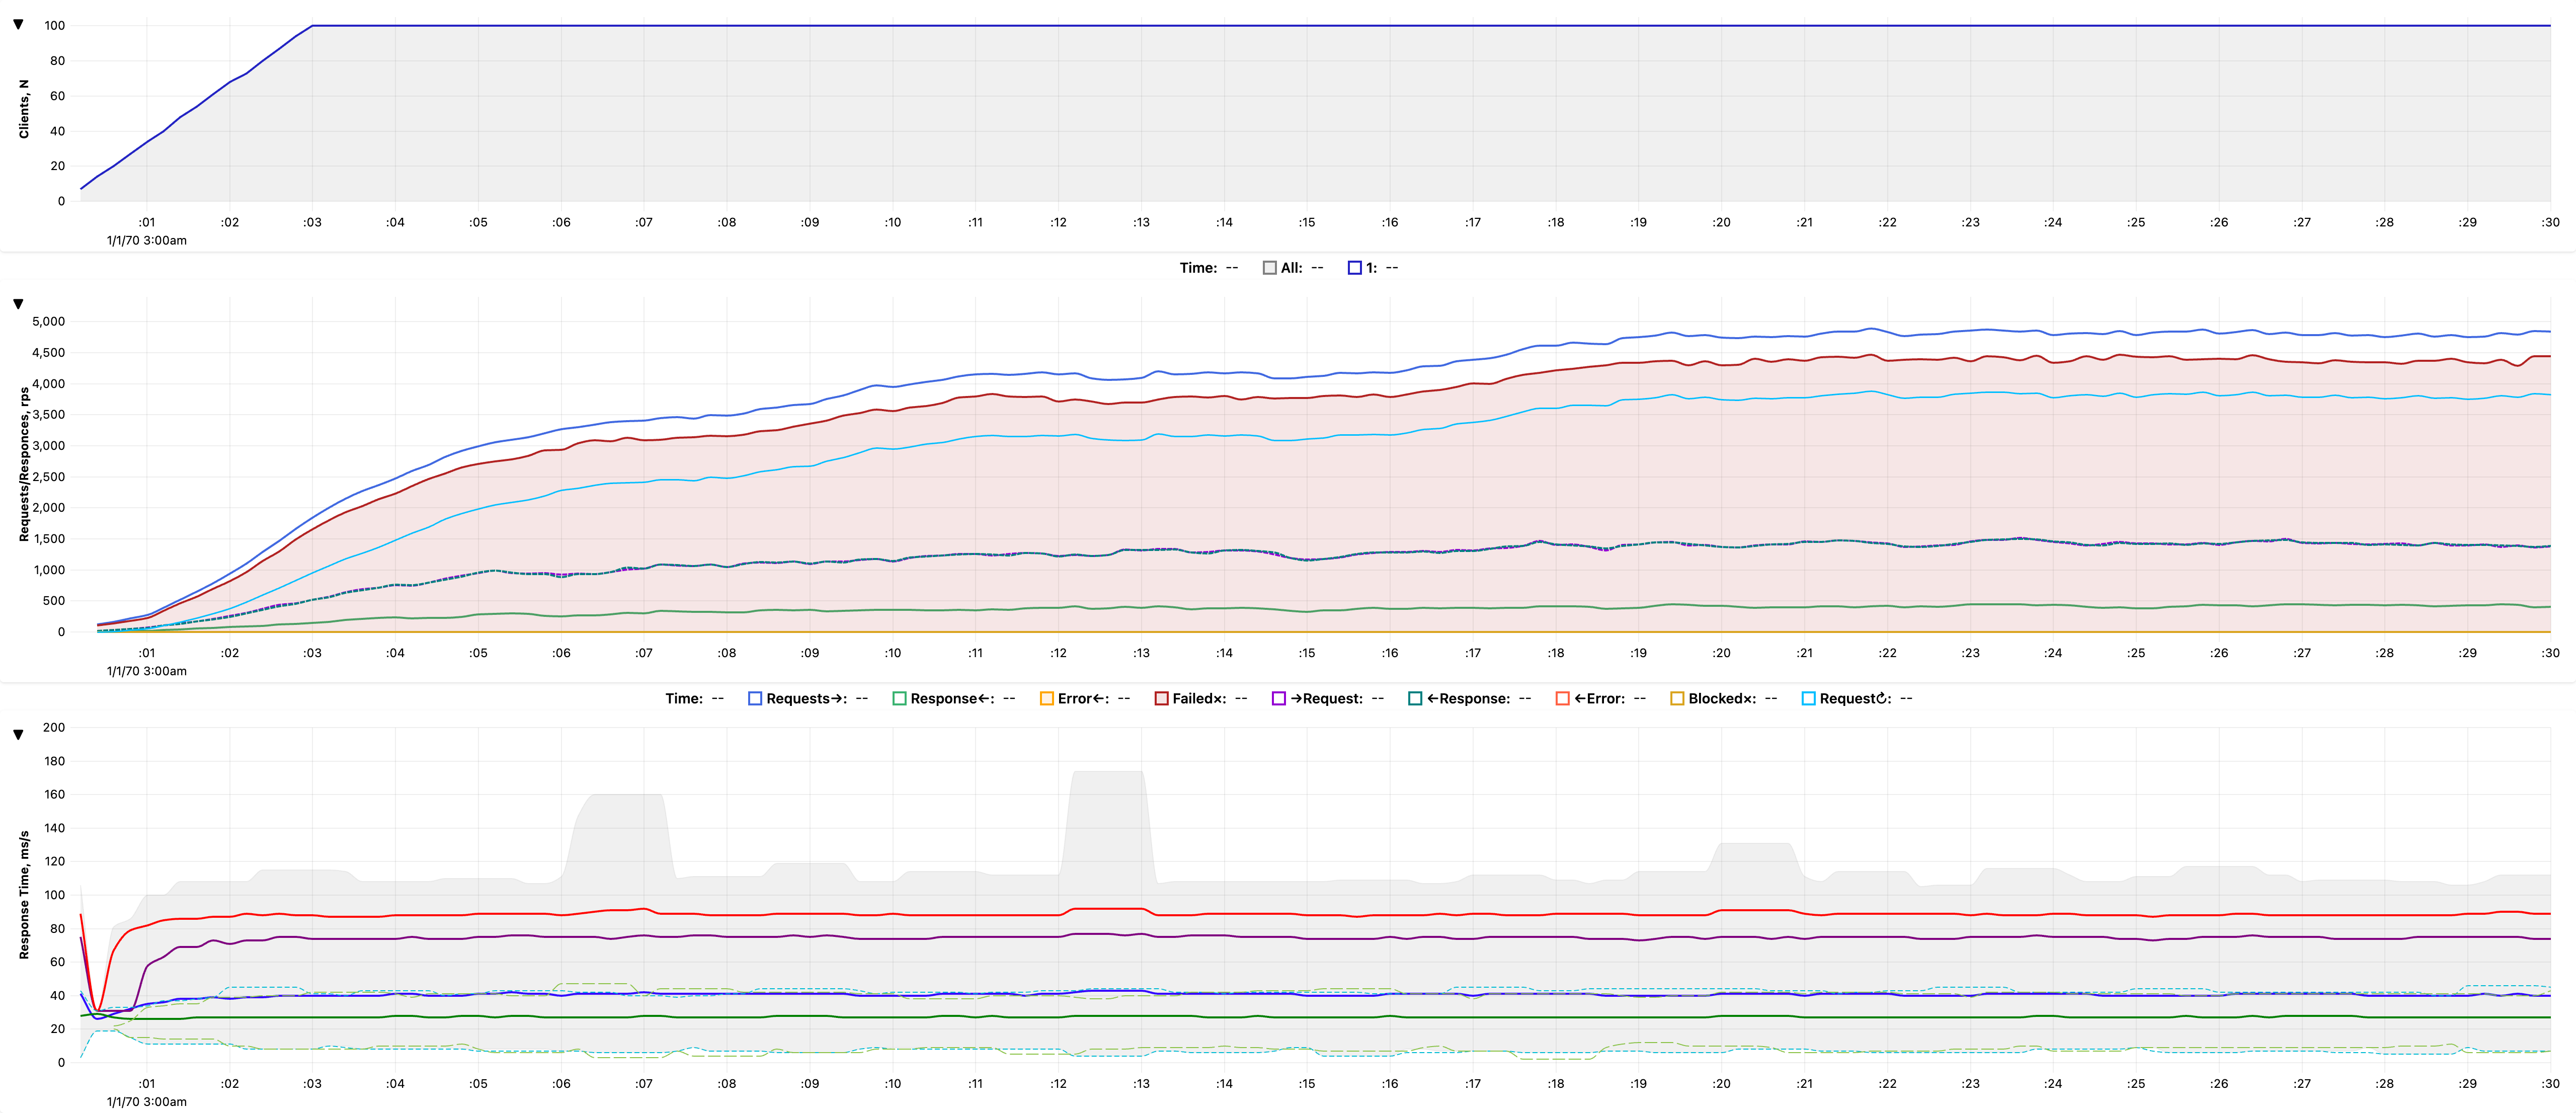 ▼
Clients, N
100
80
60
40
20
0
:01 :02 :03 :04 :05 :06 :07 :08 :09 :10 :11 :12 :13 :14 :15 :16 :17 :18 :19 :20 :21 :22 :23 :24 :25 :26 :27 :28 :29 :30
1/1/70 3:00am
Time: -- All: -- 1: --
▼
Requests/Responces, rps
5,000
4,500
4,000
3,500
3,000
2,500
2,000
1,500
1,000
500
0
:01 :02 :03 :04 :05 :06 :07 :08 :09 :10 :11 :12 :13 :14 :15 :16 :17 :18 :19 :20 :21 :22 :23 :24 :25 :26 :27 :28 :29 :30
1/1/70 3:00am
Time: -- Requests→: -- Response←: -- Error←: -- Failed×: -- →Request: -- ←Response: -- ←Error: -- Blocked×: -- Request↻: --
▼
Response Time, ms/s
200
180
160
140
120
100
80
60
40
20
0
:01 :02 :03 :04 :05 :06 :07 :08 :09 :10 :11 :12 :13 :14 :15 :16 :17 :18 :19 :20 :21 :22 :23 :24 :25 :26 :27 :28 :29 :30
1/1/70 3:00am